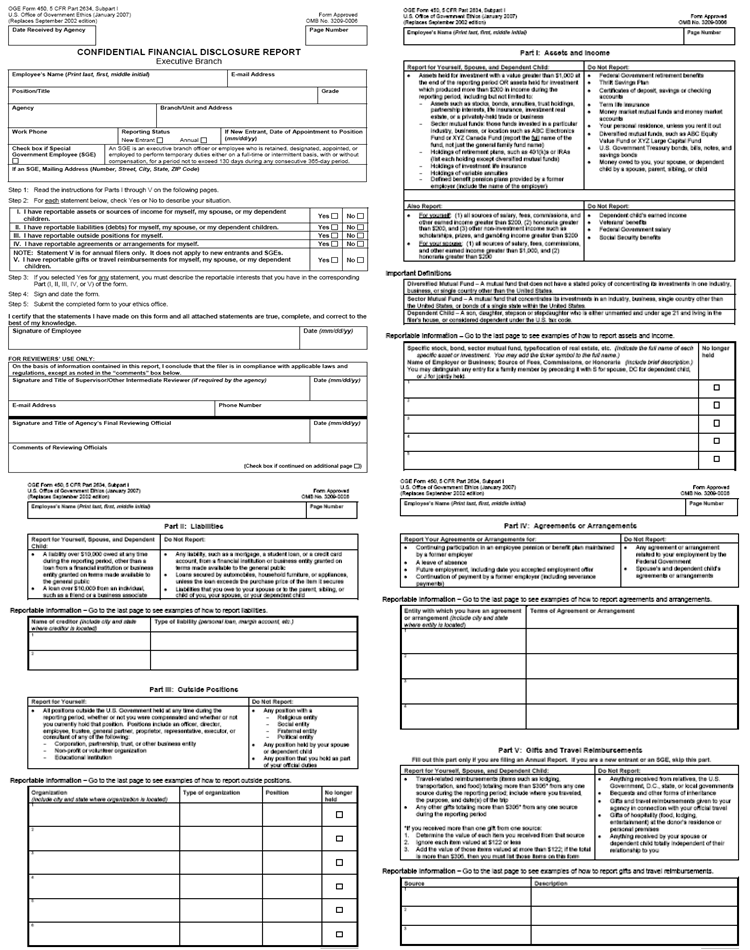 OGE Form 450, 5 CFR Part 2634, Subpart I
U.S. Office of Government Ethics (January 2007)
(Replaces September 2002 edition)
Form Approved
OMB No. 3209-0006
Date Received by Agency
Page Number
CONFIDENTIAL FINANCIAL DISCLOSURE REPORT
Executive Branch
Employee's Name (Print last, first, middle initial)
E-mail Address
Position/Title
Grade
Agency
Branch/Unit and Address
Work Phone
Reporting Status
New Entrant Annual
If New Entrant, Date of Appointment to Position
(mm/dd/yy)
Check box if Special
Government Employee (SGE)
An SGE is an executive branch officer or employee who is retained, designated, appointed, or
employed to perform temporary duties either on a full-time or intermittent basis, with or without
compensation, for a period not to exceed 130 days during any consecutive 365-day period.
If an SGE, Mailing Address (Number, Street, City, State, ZIP Code)
Step 1: Read the instructions for Parts I through V on the following pages.
Step 2: For each statement below, check Yes or No to describe your situation.
I. I have reportable assets or sources of income for myself, my spouse, or my dependent
children.
Yes No
II. I have reportable liabilities (debts) for myself, my spouse, or my dependent children.
Yes No
III. I have reportable outside positions for myself.
Yes No
IV. I have reportable agreements or arrangements for myself.
Yes No
NOTE: Statement V is for annual filers only. It does not apply to new entrants and SGEs.
V. I have reportable gifts or travel reimbursements for myself, my spouse, or my dependent
children.
Yes No
Step 3: If you selected Yes for any statement, you must describe the reportable interests that you have in the corresponding
Part (I, II, III, IV, or V) of the form.
Step 4: Sign and date the form.
Step 5: Submit the completed form to your ethics office.
I certify that the statements I have made on this form and all attached statements are true, complete, and correct to the
best of my knowledge.
Signature of Employee
Date (mm/dd/yy)
FOR REVIEWERS' USE ONLY:
On the basis of information contained in this report, I conclude that the filer is in compliance with applicable laws and
regulations, except as noted in the "comments" box below.
Signature and Title of Supervisor/Other Intermediate Reviewer (if required by the agency)
Date (mm/dd/yy)
E-mail Address
Phone Number
Signature and Title of Agency's Final Reviewing Official
Date (mm/dd/yy)
Comments of Reviewing Officials
(Check box if continued on additional page )
OGE Form 450, 5 CFR Part 2634, Subpart I
U.S. Office of Government Ethics (January 2007)
(Replaces September 2002 edition)
Form Approved
OMB No. 3209-0006
Employee's Name (Print last, first, middle initial)
Page Number
Part II: Liabilities
Report for Yourself, Spouse, and Dependent
Child:
• A liability over $10,000 owed at any time
during the reporting period, other than a
loan from a financial institution or business
entity granted on terms made available to
the general public
• A loan over $10,000 from an individual,
such as a friend or a business associate
Do Not Report:
• Any liability, such as a mortgage, a student loan, or a credit card
account, from a financial institution or business entity granted on
terms made available to the general public
• Loans secured by automobiles, household furniture, or appliances,
unless the loan exceeds the purchase price of the item it secures
• Liabilities that you owe to your spouse or to the parent, sibling, or
child of you, your spouse, or your dependent child
Reportable Information – Go to the last page to see examples of how to report liabilities.
Name of creditor (include city and state
where creditor is located)
Type of liability (personal loan, margin account, etc.)
1
2
Part III: Outside Positions
Report for Yourself:
• All positions outside the U.S. Government held at any time during the
reporting period, whether or not you were compensated and whether or not
you currently hold that position. Positions include an officer, director,
employee, trustee, general partner, proprietor, representative, executor, or
consultant of any of the following:
– Corporation, partnership, trust, or other business entity
– Non-profit or volunteer organization
– Educational institution
Do Not Report:
• Any position with a
– Religious entity
– Social entity
– Fraternal entity
– Political entity
• Any position held by your spouse
or dependent child
• Any position that you hold as part
of your official duties
Reportable Information – Go to the last page to see examples of how to report outside positions.
Organization
(include city and state where organization is located)
Type of organization
Position
No longer
held
1
2
3
4
5
6
OGE Form 450, 5 CFR Part 2634, Subpart I
U.S. Office of Government Ethics (January 2007)
(Replaces September 2002 edition)
Form Approved
OMB No. 3209-0006
Employee's Name (Print last, first, middle initial)
Page Number
Part I: Assets and Income
Report for Yourself, Spouse, and Dependent Child:
• Assets held for investment with a value greater than $1,000 at
the end of the reporting period OR assets held for investment
which produced more than $200 in income during the
reporting period, including but not limited to:
– Assets such as stocks, bonds, annuities, trust holdings,
partnership interests, life insurance, investment real
estate, or a privately-held trade or business
– Sector mutual funds: those funds invested in a particular
industry, business, or location such as ABC Electronics
Fund or XYZ Canada Fund (report the full name of the
fund, not just the general family name)
– Holdings of retirement plans, such as 401(k)s or IRAs
(list each holding except diversified mutual funds)
– Holdings of investment life insurance
– Holdings of variable annuities
– Defined benefit pension plans provided by a former
employer (include the name of the employer)
Do Not Report:
• Federal Government retirement benefits
• Thrift Savings Plan
• Certificates of deposit, savings or checking
accounts
• Term life insurance
• Money market mutual funds and money market
accounts
• Your personal residence, unless you rent it out
• Diversified mutual funds, such as ABC Equity
Value Fund or XYZ Large Capital Fund
• U.S. Government Treasury bonds, bills, notes, and
savings bonds
• Money owed to you, your spouse, or dependent
child by a spouse, parent, sibling, or child
Also Report:
• For yourself: (1) all sources of salary, fees, commissions, and
other earned income greater than $200, (2) honoraria greater
than $200, and (3) other non-investment income such as
scholarships, prizes, and gambling income greater than $200
• For your spouse: (1) all sources of salary, fees, commissions,
and other earned income greater than $1,000, and (2)
honoraria greater than $200
Do Not Report:
• Dependent child's earned income
• Veterans' benefits
• Federal Government salary
• Social Security benefits
Important Definitions
Diversified Mutual Fund – A mutual fund that does not have a stated policy of concentrating its investments in one industry,
business, or single country other than the United States.
Sector Mutual Fund – A mutual fund that concentrates its investments in an industry, business, single country other than
the United States, or bonds of a single state within the United States.
Dependent Child – A son, daughter, stepson or stepdaughter who is either unmarried and under age 21 and living in the
filer's house, or considered dependent under the U.S. tax code.
Reportable Information – Go to the last page to see examples of how to report assets and income.
Specific stock, bond, sector mutual fund, type/location of real estate, etc. (Indicate the full name of each
specific asset or investment. You may add the ticker symbol to the full name.)
Name of Employer or Business; Source of Fees, Commissions, or Honoraria (Include brief description.)
You may distinguish any entry for a family member by preceding it with S for spouse, DC for dependent child,
or J for jointly held.
No longer
held
1
2
3
4
5
OGE Form 450, 5 CFR Part 2634, Subpart I
U.S. Office of Government Ethics (January 2007)
(Replaces September 2002 edition)
Form Approved
OMB No. 3209-0006
Employee's Name (Print last, first, middle initial)
Page Number
Part IV: Agreements or Arrangements
Report Your Agreements or Arrangements for:
• Continuing participation in an employee pension or benefit plan maintained
by a former employer
• A leave of absence
• Future employment, including date you accepted employment offer
• Continuation of payment by a former employer (including severance
payments)
Do Not Report:
• Any agreement or arrangement
related to your employment by the
Federal Government
• Spouse's and dependent child's
agreements or arrangements
Reportable Information – Go to the last page to see examples of how to report agreements and arrangements.
Entity with which you have an agreement
or arrangement (include city and state
where entity is located)
Terms of Agreement or Arrangement
1
2
3
4
Part V: Gifts and Travel Reimbursements
Fill out this part only if you are filing an Annual Report. If you are a new entrant or an SGE, skip this part.
Report for Yourself, Spouse, and Dependent Child:
• Travel-related reimbursements (items such as lodging,
transportation, and food) totaling more than $305* from any one
source during the reporting period; include where you traveled,
the purpose, and date(s) of the trip
• Any other gifts totaling more than $305* from any one source
during the reporting period
*If you received more than one gift from one source:
1. Determine the value of each item you received from that source
2. Ignore each item valued at $122 or less
3. Add the value of those items valued at more than $122; if the total
is more than $305, then you must list those items on this form
Do Not Report:
• Anything received from relatives, the U.S.
Government, D.C., state, or local governments
• Bequests and other forms of inheritance
• Gifts and travel reimbursements given to your
agency in connection with your official travel
• Gifts of hospitality (food, lodging,
entertainment) at the donor's residence or
personal premises
• Anything received by your spouse or
dependent child totally independent of their
relationship to you
Reportable Information – Go to the last page to see examples of how to report gifts and travel reimbursements.
Source
Description
1
2
3